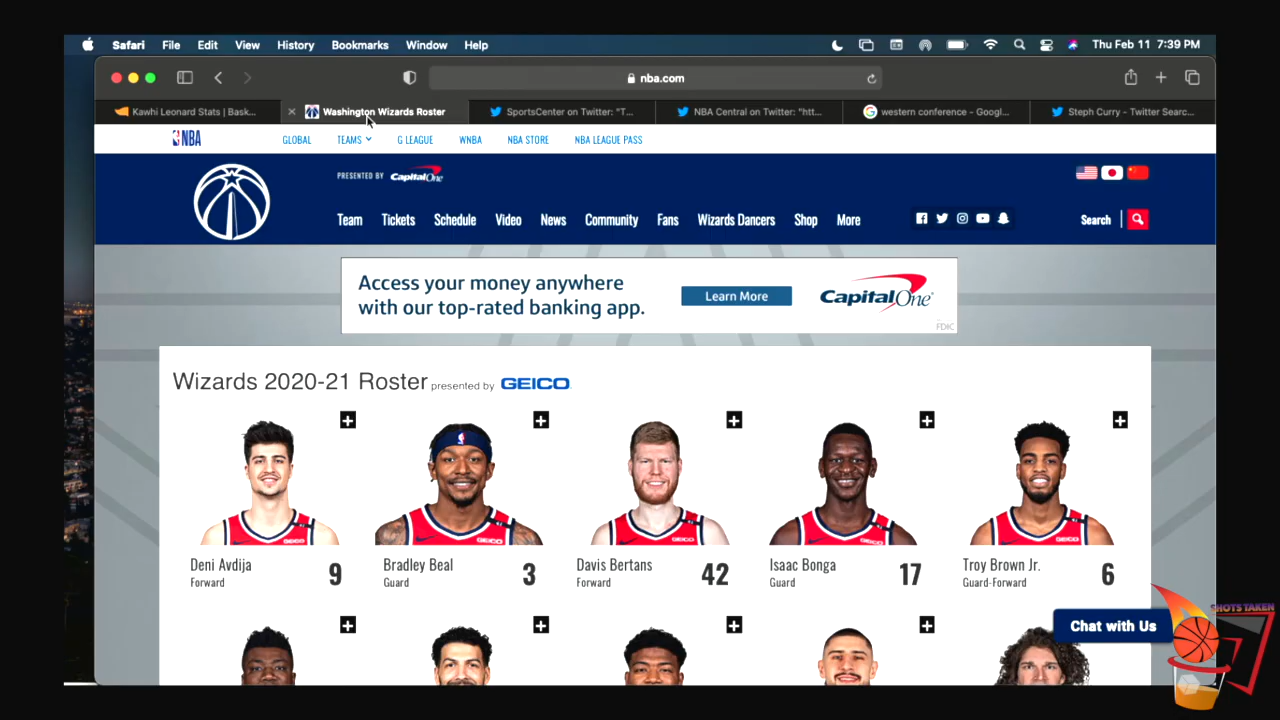 Safari File Edit View History Bookmarks Window Help Thu Feb 11 7:39 PM
nba.com
Kawhi Leonard Stats | Bask... Washington Wizards Roster SportsCenter on Twitter: "T... NBA Central on Twitter: "htt... western conference - Googl... Steph Curry - Twitter Searc...
NBA GLOBAL TEAMS G LEAGUE WNBA NBA STORE NBA LEAGUE PASS
PRESENTED BY Capital One
Team Tickets Schedule Video News Community Fans Wizards Dancers Shop More Search
Access your money anywhere
with our top-rated banking app.
Learn More
Capital One
FDIC
Wizards 2020-21 Roster presented by GEICO
Deni Avdija
Forward
9
Bradley Beal
Guard
3
Davis Bertans
Forward
42
Isaac Bonga
Guard
17
Troy Brown Jr.
Guard-Forward
6
Chat with Us
SHOTS TAKEN